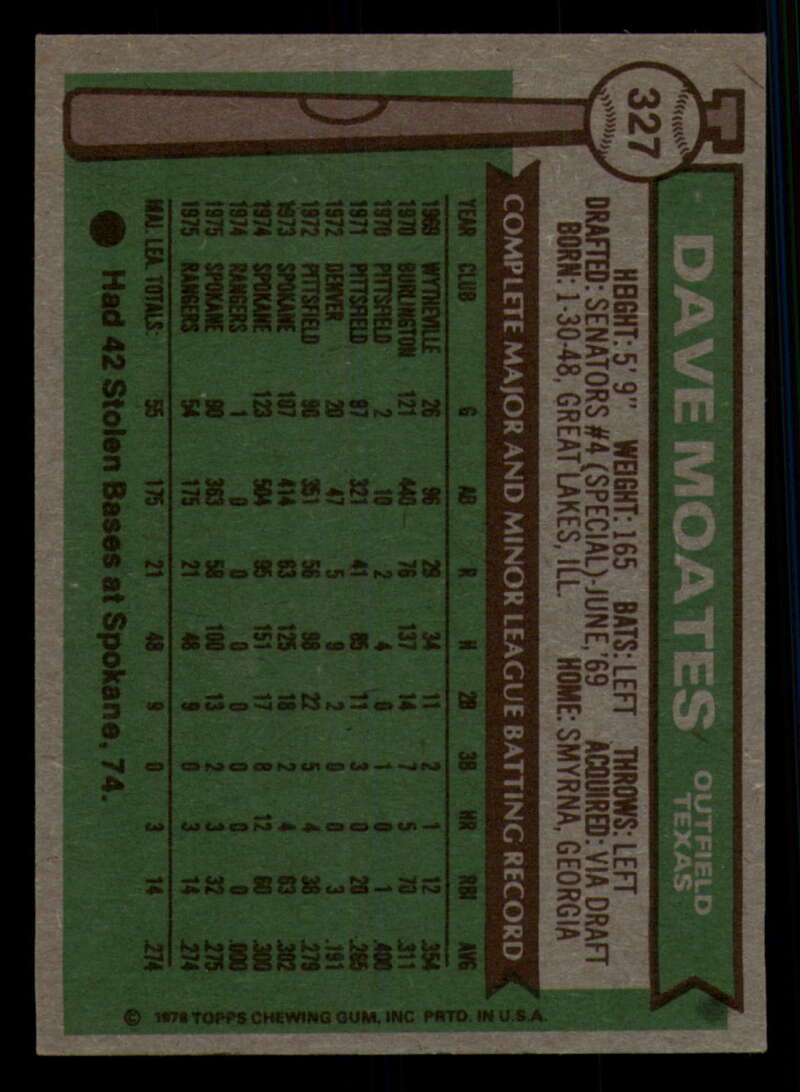 327
DAVE MOATES
OUTFIELD
TEXAS
HEIGHT: 5' 9" WEIGHT: 165 BATS: LEFT THROWS: LEFT
DRAFTED: SENATORS #4 (SPECIAL)-JUNE, '69 ACQUIRED: VIA DRAFT
BORN: 1-30-48, GREAT LAKES, ILL. HOME: SMYRNA, GEORGIA
COMPLETE MAJOR AND MINOR LEAGUE BATTING RECORD
YEAR CLUB G AB R H 2B 3B HR RBI AVG
1969 WYTHEVILLE 26 96 29 34 11 2 1 12 .354
1970 BURLINGTON 121 440 76 137 14 7 5 70 .311
1970 PITTSFIELD 2 10 2 4 0 1 0 1 .400
1971 PITTSFIELD 97 321 41 85 11 3 0 26 .265
1972 DENVER 20 47 5 9 2 0 0 3 .191
1972 PITTSFIELD 96 351 56 98 22 5 4 36 .279
1973 SPOKANE 107 414 63 125 18 2 4 63 .302
1974 SPOKANE 123 504 95 151 17 8 12 60 .300
1974 RANGERS 1 0 0 0 0 0 0 0 .000
1975 SPOKANE 90 363 58 100 13 2 3 32 .275
1975 RANGERS 54 175 21 48 9 0 3 14 .274
MAJ. LEA. TOTALS: 55 175 21 48 9 0 3 14 .274
Had 42 Stolen Bases at Spokane, 74.
© 1976 TOPPS CHEWING GUM, INC PRTD. IN U.S.A.